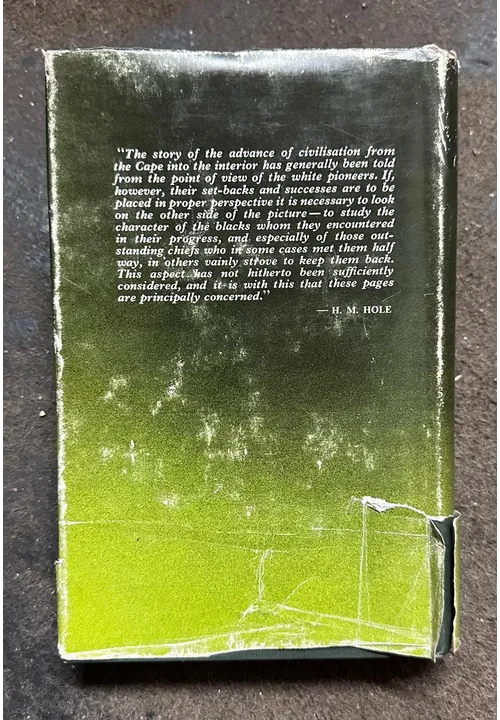 "The story of the advance of civilisation from
the Cape into the interior has generally been told
from the point of view of the white pioneers. If,
however, their set-backs and successes are to be
placed in proper perspective it is necessary to look
on the other side of the picture — to study the
character of the blacks whom they encountered
in their progress, and especially of those out-
standing chiefs who in some cases met them half
way, in others vainly strove to keep them back.
This aspect has not hitherto been sufficiently
considered, and it is with this that these pages
are principally concerned."
— H. M. HOLE